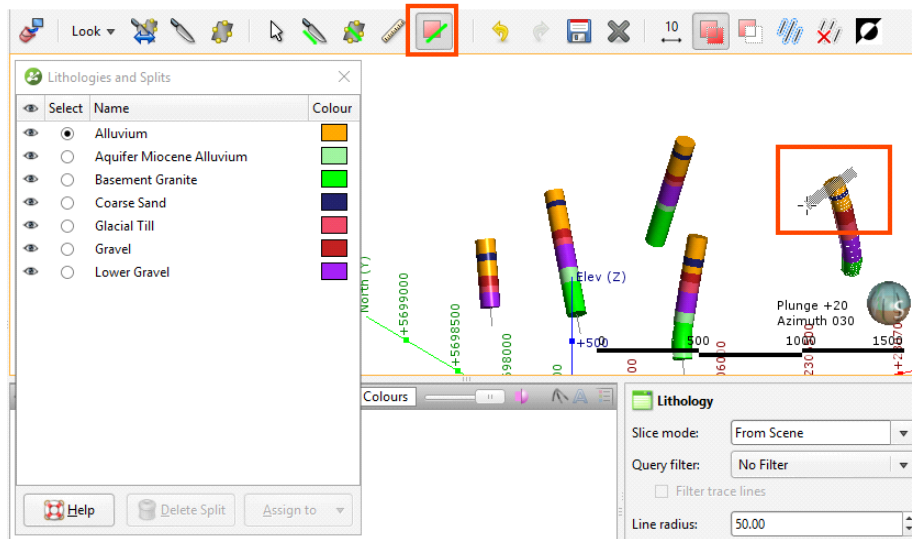 Look
10
Lithologies and Splits
Select Name Colour
Alluvium
Aquifer Miocene Alluvium
Basement Granite
Coarse Sand
Glacial Till
Gravel
Lower Gravel
North (Y)
+5699000
+5698500
Elev (Z)
+500
500
1000
1500
Plunge +20
Azimuth 030
S
Colours
Help
Delete Split
Assign to
Lithology
Slice mode: From Scene
Query filter: No Filter
Filter trace lines
Line radius: 50.00